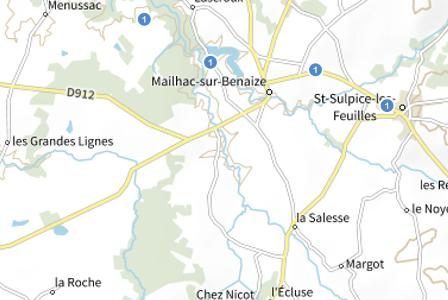 Menussac
1
1
1
Mailhac-sur-Benaize
D912
St-Sulpice-les-
Feuilles
1
les Grandes Lignes
la Salesse
Margot
la Roche
Chez Nicot
l'Écluse